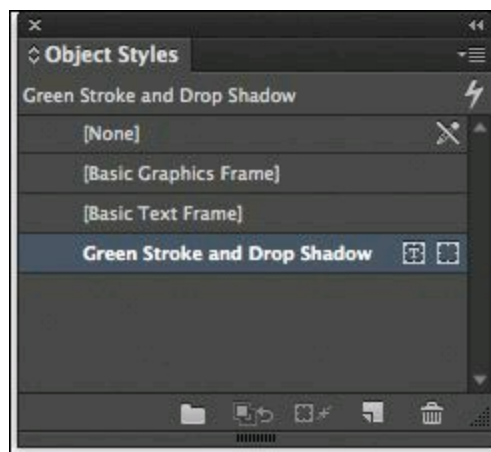 Object Styles
Green Stroke and Drop Shadow
[None]
[Basic Graphics Frame]
[Basic Text Frame]
Green Stroke and Drop Shadow